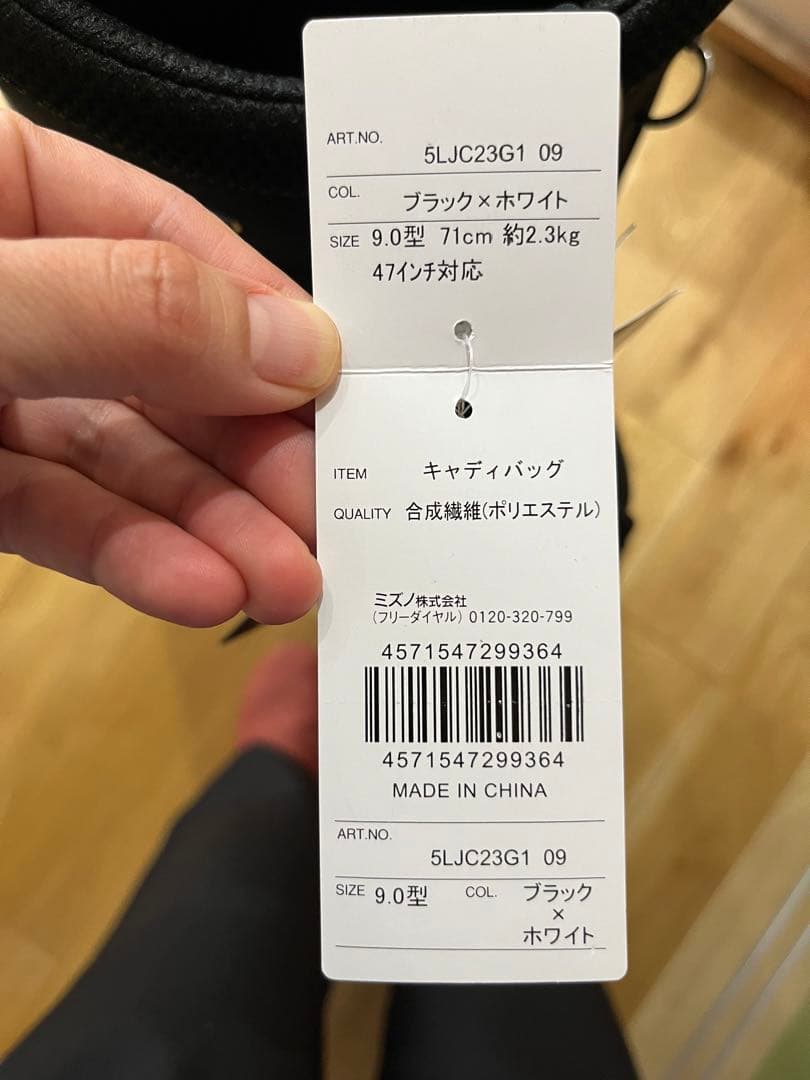 ART.NO.
5LJC23G1 09
COL. ブラック×ホワイト
SIZE 9.0型 71cm 約2.3kg
47インチ対応
ITEM キャディバッグ
QUALITY 合成繊維(ポリエステル)
ミズノ株式会社
(フリーダイヤル) 0120-320-799
4571547299364
4571547299364
MADE IN CHINA
ART.NO.
5LJC23G1 09
SIZE 9.0型 COL. ブラック
×
ホワイト